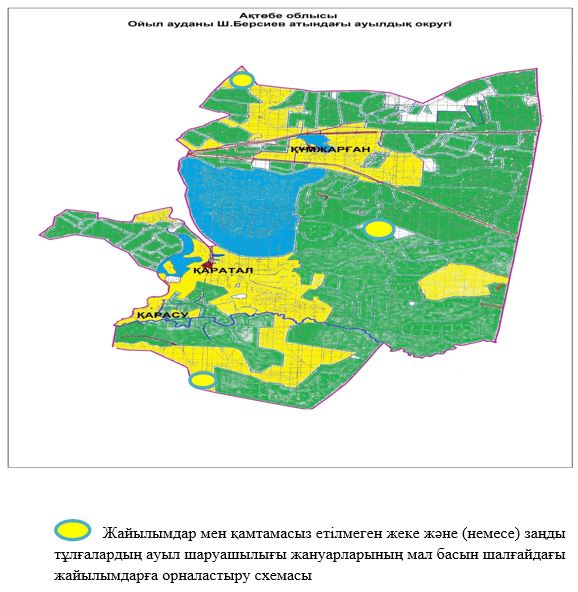 Ақтөбе облысы
Ойыл ауданы Ш.Берсиев атындағы ауылдық округі
ҚҰМЖАРҒАН
ҚАРАТАЛ
ҚАРАСУ
Жайылымдар мен қамтамасыз етілмеген жеке және (немесе) заңды
тұлғалардың ауыл шаруашылығы жануарларының мал басын шалғайдағы
жайылымдарға орналастыру схемасы